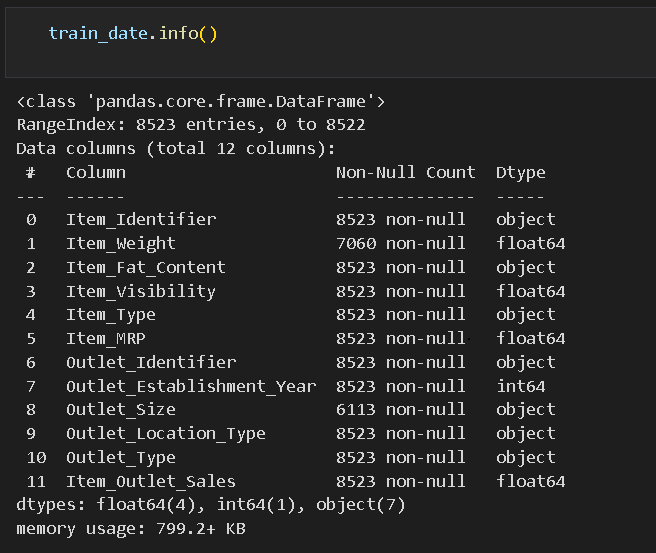 train_date.info()
<class 'pandas.core.frame.DataFrame'>
RangeIndex: 8523 entries, 0 to 8522
Data columns (total 12 columns):
 #   Column                     Non-Null Count  Dtype
---  ------                     --------------  -----
 0   Item_Identifier            8523 non-null   object
 1   Item_Weight                7060 non-null   float64
 2   Item_Fat_Content           8523 non-null   object
 3   Item_Visibility            8523 non-null   float64
 4   Item_Type                  8523 non-null   object
 5   Item_MRP                   8523 non-null   float64
 6   Outlet_Identifier          8523 non-null   object
 7   Outlet_Establishment_Year  8523 non-null   int64
 8   Outlet_Size                6113 non-null   object
 9   Outlet_Location_Type       8523 non-null   object
 10  Outlet_Type                8523 non-null   object
 11  Item_Outlet_Sales          8523 non-null   float64
dtypes: float64(4), int64(1), object(7)
memory usage: 799.2+ KB